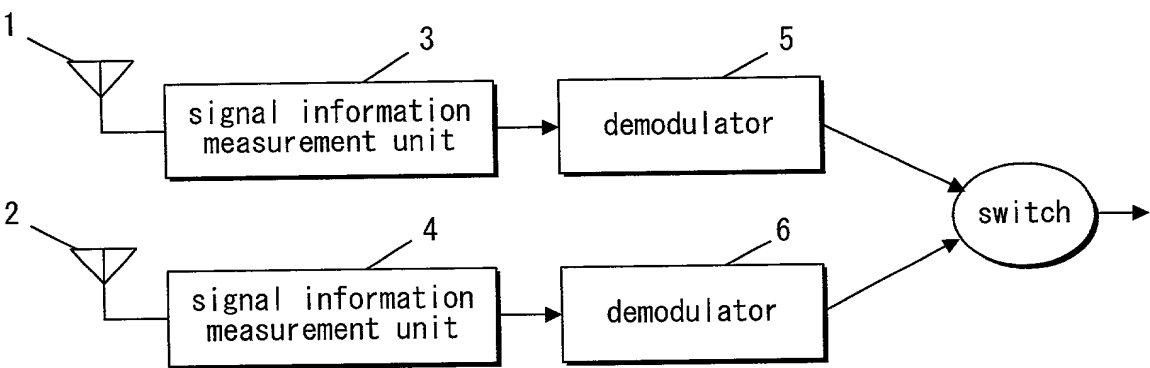 1
3
5
signal information
measurement unit
demodulator
switch
2
4
6
signal information
measurement unit
demodulator